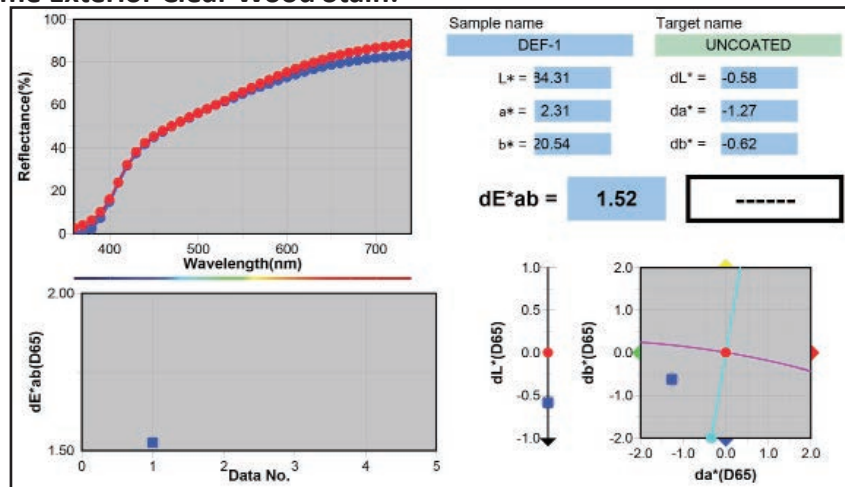 Exterior Clear Wood Stain.
Sample name
Target name
DEF-1
UNCOATED
L* = 84.31
dL* = -0.58
a* = 2.31
da* = -1.27
b* = 20.54
db* = -0.62
dE*ab = 1.52
------
Reflectance(%)
100
80
60
40
20
0
400
500
600
700
Wavelength(nm)
dE*ab(D65)
2.00
1.50
0
1
2
3
4
5
Data No.
dL*(D65)
1.0
0.5
0.0
-0.5
-1.0
db*(D65)
2.0
1.0
0.0
-1.0
-2.0
-2.0
-1.0
0.0
1.0
2.0
da*(D65)